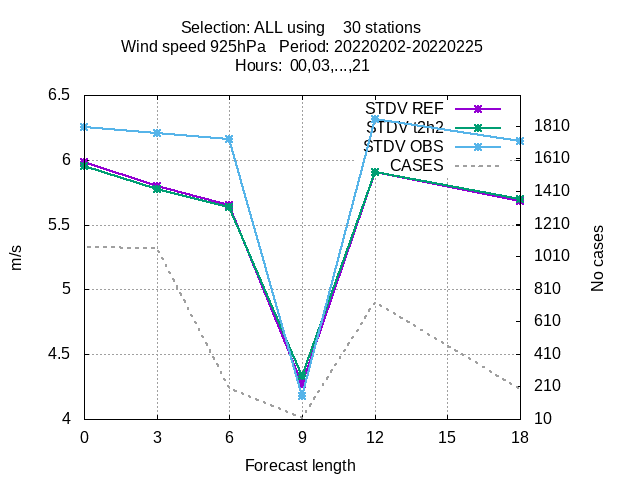 Selection: ALL using    30 stations
Wind speed 925hPa   Period: 20220202-20220225
Hours:  00,03,...,21
6.5
6
5.5
5
4.5
4
m/s
STDV REF
STDV t2h2
STDV OBS
CASES
1810
1610
1410
1210
1010
810
610
410
210
10
No cases
0 3 6 9 12 15 18
Forecast length